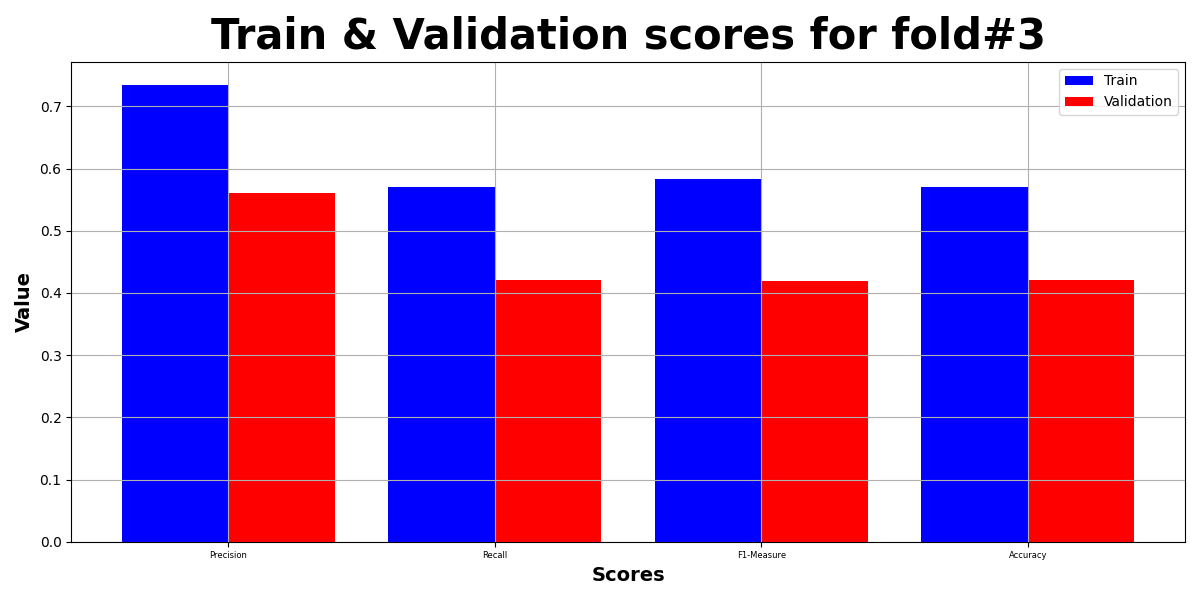 Train & Validation scores for fold#3
Train
Validation
Value
0.7
0.6
0.5
0.4
0.3
0.2
0.1
0.0
Precision Recall F1-Measure Accuracy
Scores